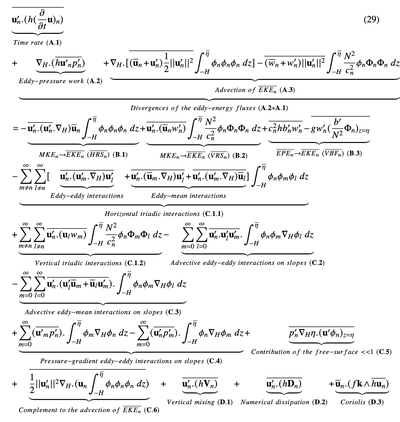 $\overline{\mathbf{u}'_n.(h(\frac{\partial}{\partial t}\mathbf{u})_n)}$ (29)
Time rate (A.1)
$+ \nabla_H.(\overline{h\mathbf{u}'_n p'_n}) + \nabla_H.[\overline{(\overline{\mathbf{u}}_n+\mathbf{u}'_n)\frac{1}{2}||\mathbf{u}'_n||^2} \int_{-H}^{\overline{\eta}} \phi_n\phi_n\phi_n\ dz] - \overline{(\overline{w}_n+w'_n)||\mathbf{u}'_n||^2} \int_{-H}^{\overline{\eta}} \frac{N^2}{c_n^2}\phi_n\Phi_n\Phi_n\ dz$
Eddy-pressure work (A.2) Advection of $\overline{EKE_n}$ (A.3)
Divergences of the eddy-energy fluxes (A.2+A.1)
$= -\overline{\mathbf{u}'_n.(\mathbf{u}'_n.\nabla_H)\overline{\mathbf{u}}_n} \int_{-H}^{\overline{\eta}} \phi_n\phi_n\phi_n\ dz + \overline{\mathbf{u}'_n.(\overline{\mathbf{u}}_n w'_n)} \int_{-H}^{\overline{\eta}} \frac{N^2}{c_n^2}\phi_n\Phi_n\Phi_n\ dz + \overline{c_n^2 h b'_n w'_n} - \overline{g w'_n(\frac{b'}{N^2}\Phi_n)_{z=\eta}}$
$MKE_n \to \overline{EKE_n}$ ($HRS_n$) (B.1) $MKE_n \to \overline{EKE_n}$ ($VRS_n$) (B.2) $\overline{EPE_n} \to \overline{EKE_n}$ ($VBF_n$) (B.3)
$- \sum_{m\neq n}^{\infty} \sum_{l\neq n}^{\infty} [\ \overline{\mathbf{u}'_n.(\mathbf{u}'_m.\nabla_H)\mathbf{u}'_l} + \overline{\mathbf{u}'_n.(\overline{\mathbf{u}}_m.\nabla_H)\mathbf{u}'_l} + \overline{\mathbf{u}'_n.(\mathbf{u}'_m.\nabla_H)\overline{\mathbf{u}}_l}] \int_{-H}^{\overline{\eta}} \phi_n\phi_m\phi_l\ dz$
Eddy-eddy interactions Eddy-mean interactions
Horizontal triadic interactions (C.1.1)
$+ \sum_{m\neq n}^{\infty} \sum_{l\neq n}^{\infty} \overline{\mathbf{u}'_n.(\mathbf{u}_l w_m)} \int_{-H}^{\overline{\eta}} \frac{N^2}{c_n^2}\phi_n\Phi_m\Phi_l\ dz - \sum_{m=0}^{\infty} \sum_{l=0}^{\infty} \overline{\mathbf{u}'_n.\mathbf{u}'_l\mathbf{u}'_m}.\int_{-H}^{\overline{\eta}} \phi_n\phi_m\nabla_H\phi_l\ dz$
Vertical triadic interactions (C.1.2) Advective eddy-eddy interactions on slopes (C.2)
$- \sum_{m=0}^{\infty} \sum_{l=0}^{\infty} \overline{\mathbf{u}'_n.(\mathbf{u}'_l\overline{\mathbf{u}}_m+\overline{\mathbf{u}}_l\mathbf{u}'_m)}.\int_{-H}^{\overline{\eta}} \phi_n\phi_m\nabla_H\phi_l\ dz$
Advective eddy-mean interactions on slopes (C.3)
$+ \sum_{m=0}^{\infty} (\overline{\mathbf{u}'_m p'_n}).\int_{-H}^{\overline{\eta}} \phi_m\nabla_H\phi_n\ dz - \sum_{m=0}^{\infty} (\overline{\mathbf{u}'_n p'_m}).\int_{-H}^{\overline{\eta}} \phi_n\nabla_H\phi_m\ dz + \overline{p'_n\nabla_H\eta.(\mathbf{u}'\phi_n)_{z=\eta}}$
Pressure-gradient eddy-eddy interactions on slopes (C.4) Contribution of the free-surface <<1 (C.5)
$+ \overline{\frac{1}{2}||\mathbf{u}'_n||^2\nabla_H.(\mathbf{u}_n \int_{-H}^{\overline{\eta}} \phi_n\phi_n\phi_n\ dz)} + \overline{\mathbf{u}'_n.(h\mathbf{V}_n)} + \overline{\mathbf{u}'_n.(h\mathbf{D}_n)} + \overline{\mathbf{u}}_n.(f\mathbf{k} \wedge \overline{h\mathbf{u}_n})$
Complement to the advection of $\overline{EKE_n}$ (C.6) Vertical mixing (D.1) Numerical dissipation (D.2) Coriolis (D.3)